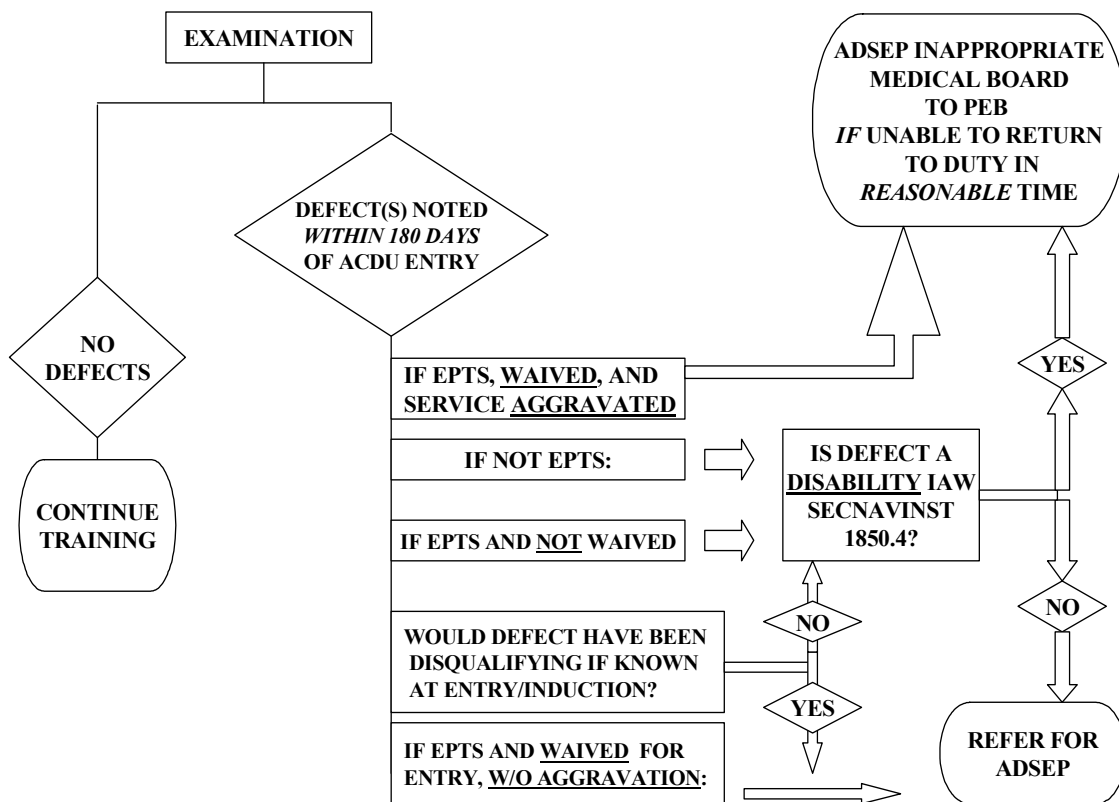 EXAMINATION
ADSEP INAPPROPRIATE
MEDICAL BOARD
TO PEB
IF UNABLE TO RETURN
TO DUTY IN
REASONABLE TIME
DEFECT(S) NOTED
WITHIN 180 DAYS
OF ACDU ENTRY
NO
DEFECTS
CONTINUE
TRAINING
IF EPTS, WAIVED, AND
SERVICE AGGRAVATED
IF NOT EPTS:
IF EPTS AND NOT WAIVED
IS DEFECT A
DISABILITY IAW
SECNAVINST
1850.4?
YES
NO
WOULD DEFECT HAVE BEEN
DISQUALIFYING IF KNOWN
AT ENTRY/INDUCTION?
NO
YES
IF EPTS AND WAIVED FOR
ENTRY, W/O AGGRAVATION:
REFER FOR
ADSEP